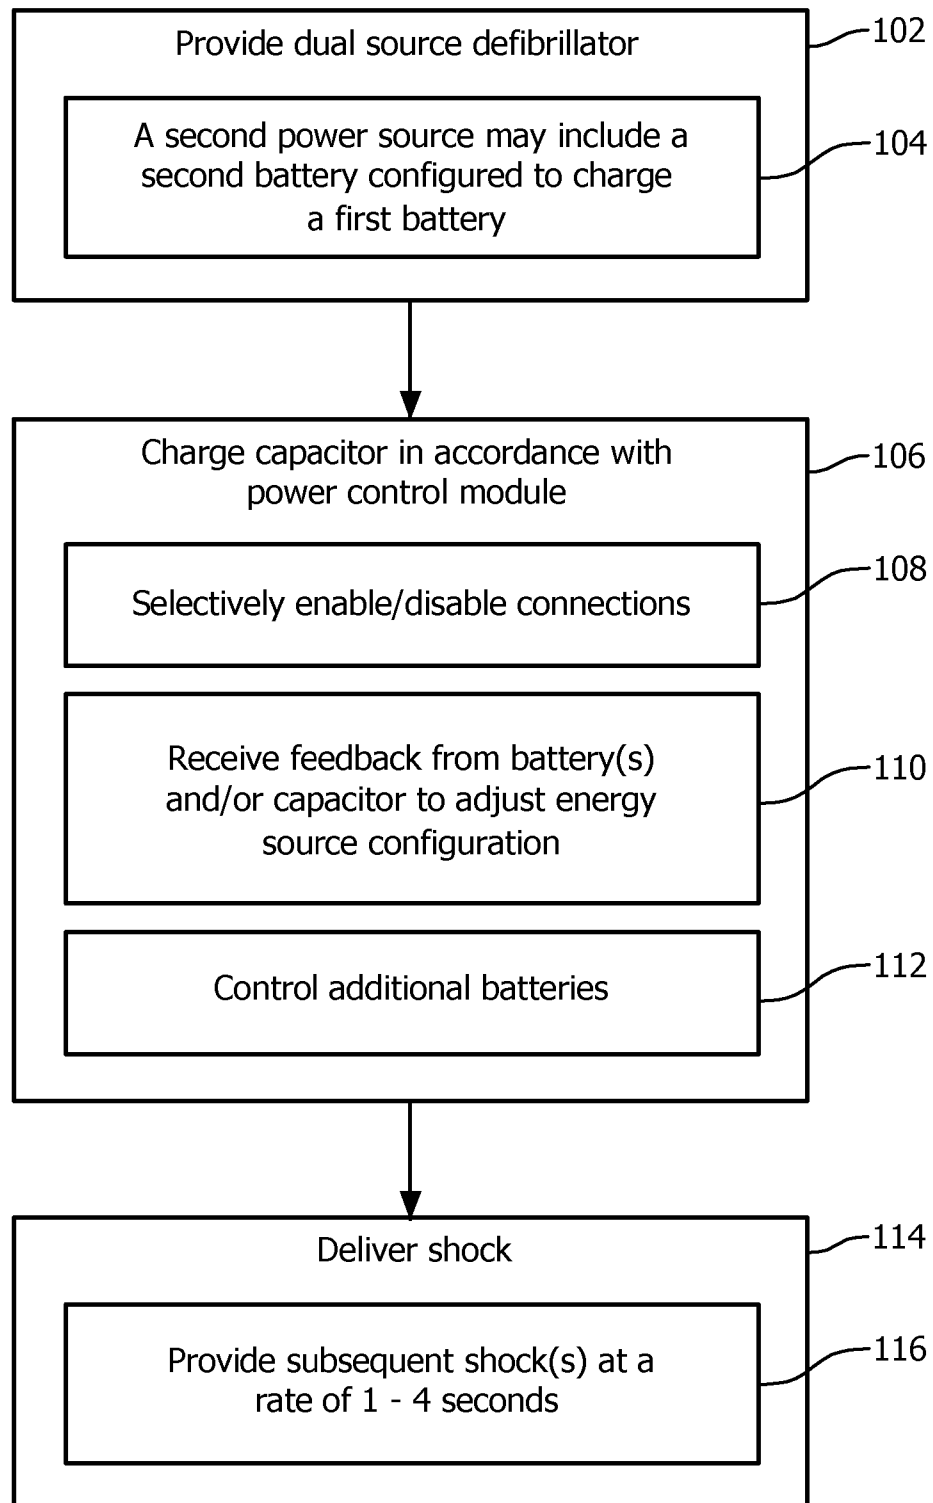 Provide dual source defibrillator
102
A second power source may include a
second battery configured to charge
a first battery
104
Charge capacitor in accordance with
power control module
106
Selectively enable/disable connections
108
Receive feedback from battery(s)
and/or capacitor to adjust energy
source configuration
110
Control additional batteries
112
Deliver shock
114
Provide subsequent shock(s) at a
rate of 1 - 4 seconds
116